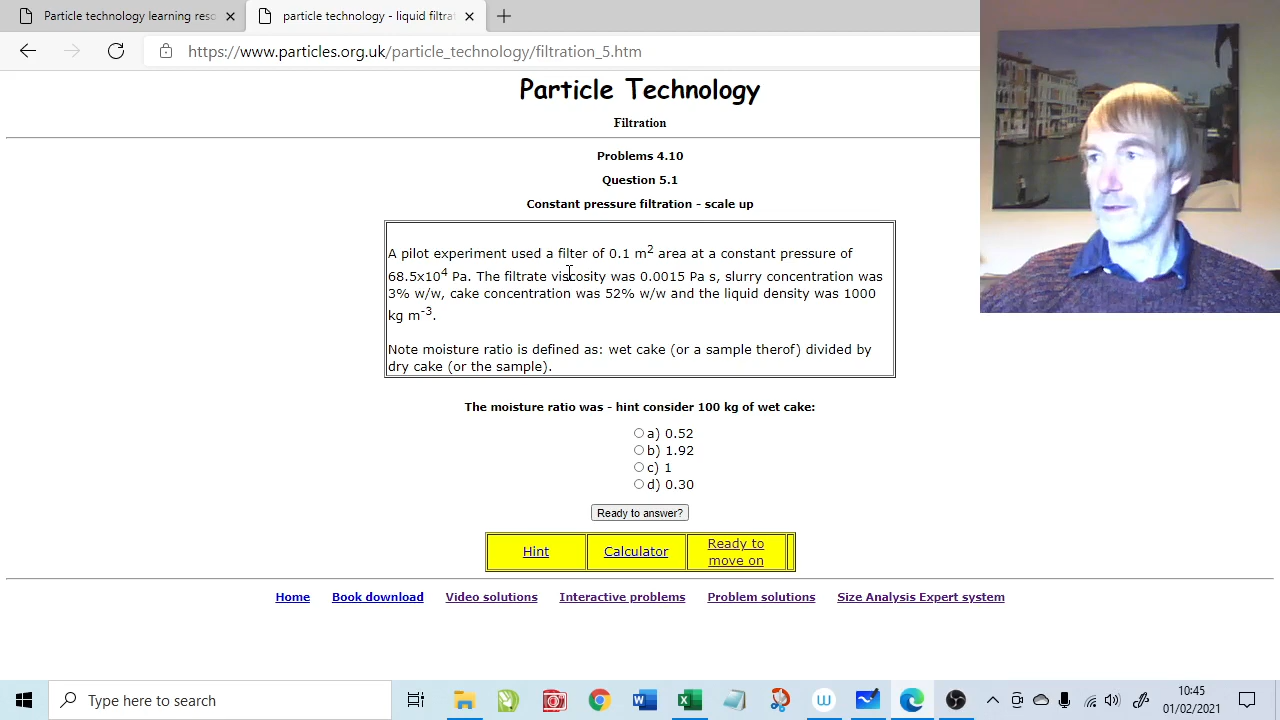 Particle technology learning reso
particle technology - liquid filtrat
https://www.particles.org.uk/particle_technology/filtration_5.htm
Particle Technology
Filtration
Problems 4.10
Question 5.1
Constant pressure filtration - scale up
A pilot experiment used a filter of 0.1 m2 area at a constant pressure of
68.5x104 Pa. The filtrate viscosity was 0.0015 Pa s, slurry concentration was
3% w/w, cake concentration was 52% w/w and the liquid density was 1000
kg m-3.
Note moisture ratio is defined as: wet cake (or a sample therof) divided by
dry cake (or the sample).
The moisture ratio was - hint consider 100 kg of wet cake:
a) 0.52
b) 1.92
c) 1
d) 0.30
Ready to answer?
Hint Calculator Ready to
move on
Home Book download Video solutions Interactive problems Problem solutions Size Analysis Expert system
Type here to search
10:45
01/02/2021